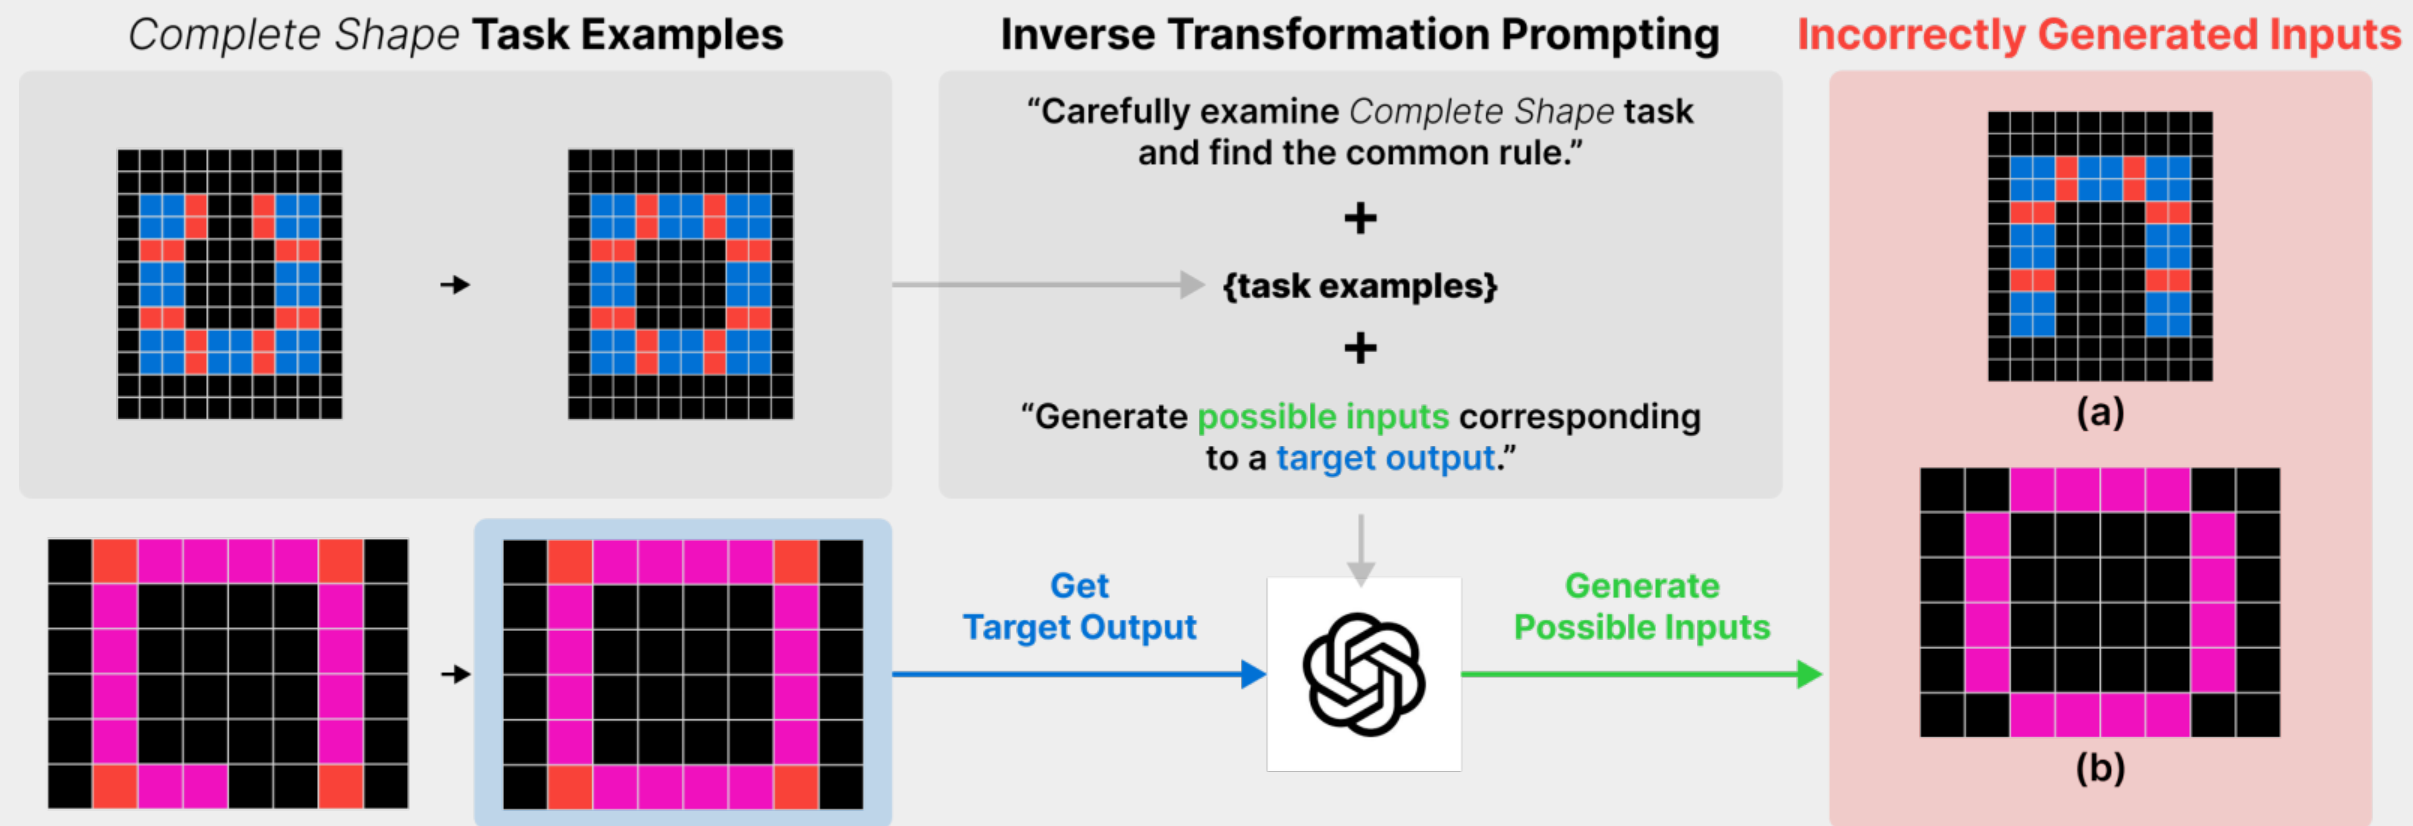 Complete Shape Task Examples
Inverse Transformation Prompting
Incorrectly Generated Inputs
“Carefully examine Complete Shape task
and find the common rule.”
+
{task examples}
+
“Generate possible inputs corresponding
to a target output.”
(a)
Get
Target Output
Generate
Possible Inputs
(b)